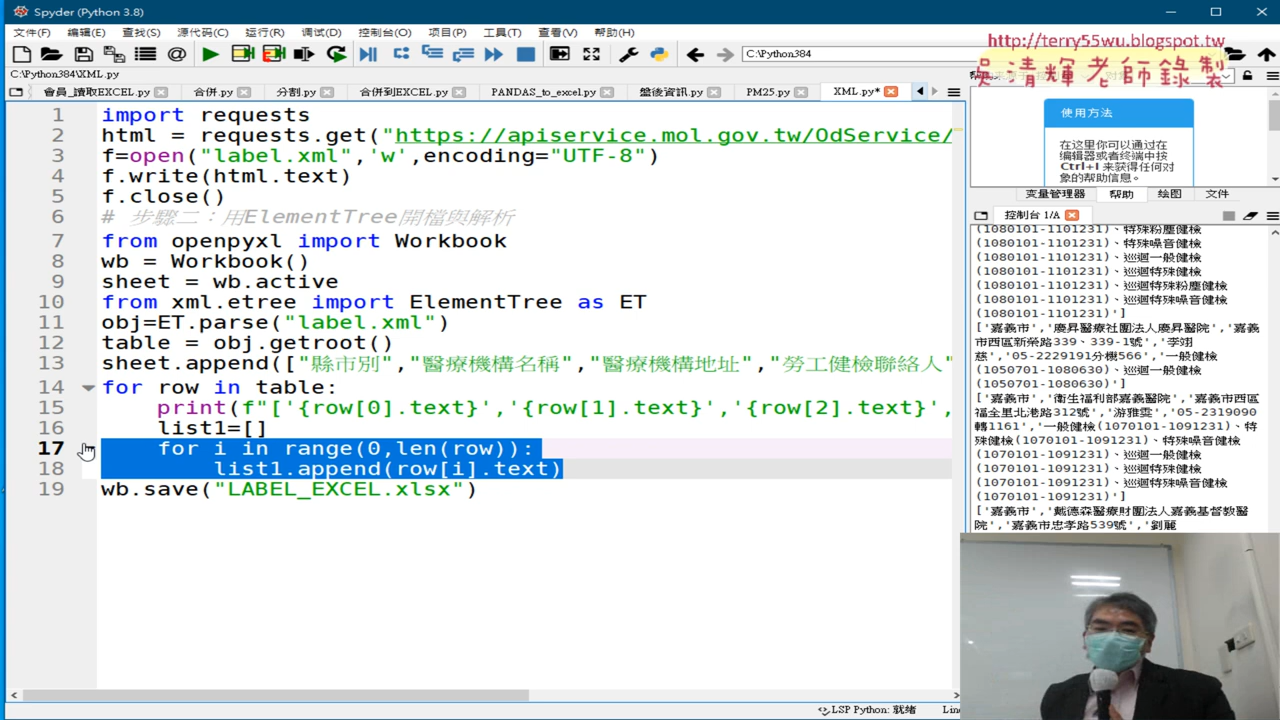 Spyder (Python 3.8)
文件(F) 编辑(E) 查找(S) 源代码(C) 运行(R) 调试(D) 控制台(O) 项目(P) 工具(T) 查看(V) 帮助(H)
http://terry55wu.blogspot.tw
吳清輝老師錄製
C:\Python384
C:\Python384\XML.py
會員_讀取EXCEL.py 合併.py 分割.py 合併到EXCEL.py PANDAS_to_excel.py 盤後資訊.py PM25.py XML.py*
1 import requests
2 html = requests.get("https://apiservice.mol.gov.tw/OdService/
3 f=open("label.xml",'w',encoding="UTF-8")
4 f.write(html.text)
5 f.close()
6 # 步驟二：用ElementTree開檔與解析
7 from openpyxl import Workbook
8 wb = Workbook()
9 sheet = wb.active
10 from xml.etree import ElementTree as ET
11 obj=ET.parse("label.xml")
12 table = obj.getroot()
13 sheet.append(["縣市別","醫療機構名稱","醫療機構地址","勞工健檢聯絡人"
14 for row in table:
15 print(f"['{row[0].text}','{row[1].text}','{row[2].text}',
16 list1=[]
17 for i in range(0,len(row)):
18 list1.append(row[i].text)
19 wb.save("LABEL_EXCEL.xlsx")
使用方法
在这里你可以通过在
编辑器或者终端中按
Ctrl+I 来获得任何对
象的帮助信息。
变量管理器 帮助 绘图 文件
控制台 1/A
(1080101-1101231)、特殊粉塵健檢
(1080101-1101231)、特殊噪音健檢
(1080101-1101231)、巡迴一般健檢
(1080101-1101231)、巡迴特殊健檢
(1080101-1101231)、巡迴特殊粉塵健檢
(1080101-1101231)、巡迴特殊噪音健檢
(1080101-1101231)']
['嘉義市','慶昇醫療社團法人慶昇醫院','嘉義
市西區新榮路339、339-1號','李翊
慈','05-2229191分機566','一般健檢
(1050701-1080630)、巡迴一般健檢
(1050701-1080630)']
['嘉義市','衛生福利部嘉義醫院','嘉義市西區
福全里北港路312號','游雅雯','05-2319090
轉1161','一般健檢(1070101-1091231)、特
殊健檢(1070101-1091231)、特殊噪音健檢
(1070101-1091231)、巡迴一般健檢
(1070101-1091231)、巡迴特殊健檢
(1070101-1091231)、巡迴特殊噪音健檢
(1070101-1091231)']
['嘉義市','戴德森醫療財團法人嘉義基督教醫
院','嘉義市忠孝路539號','劉麗
LSP Python: 就绪